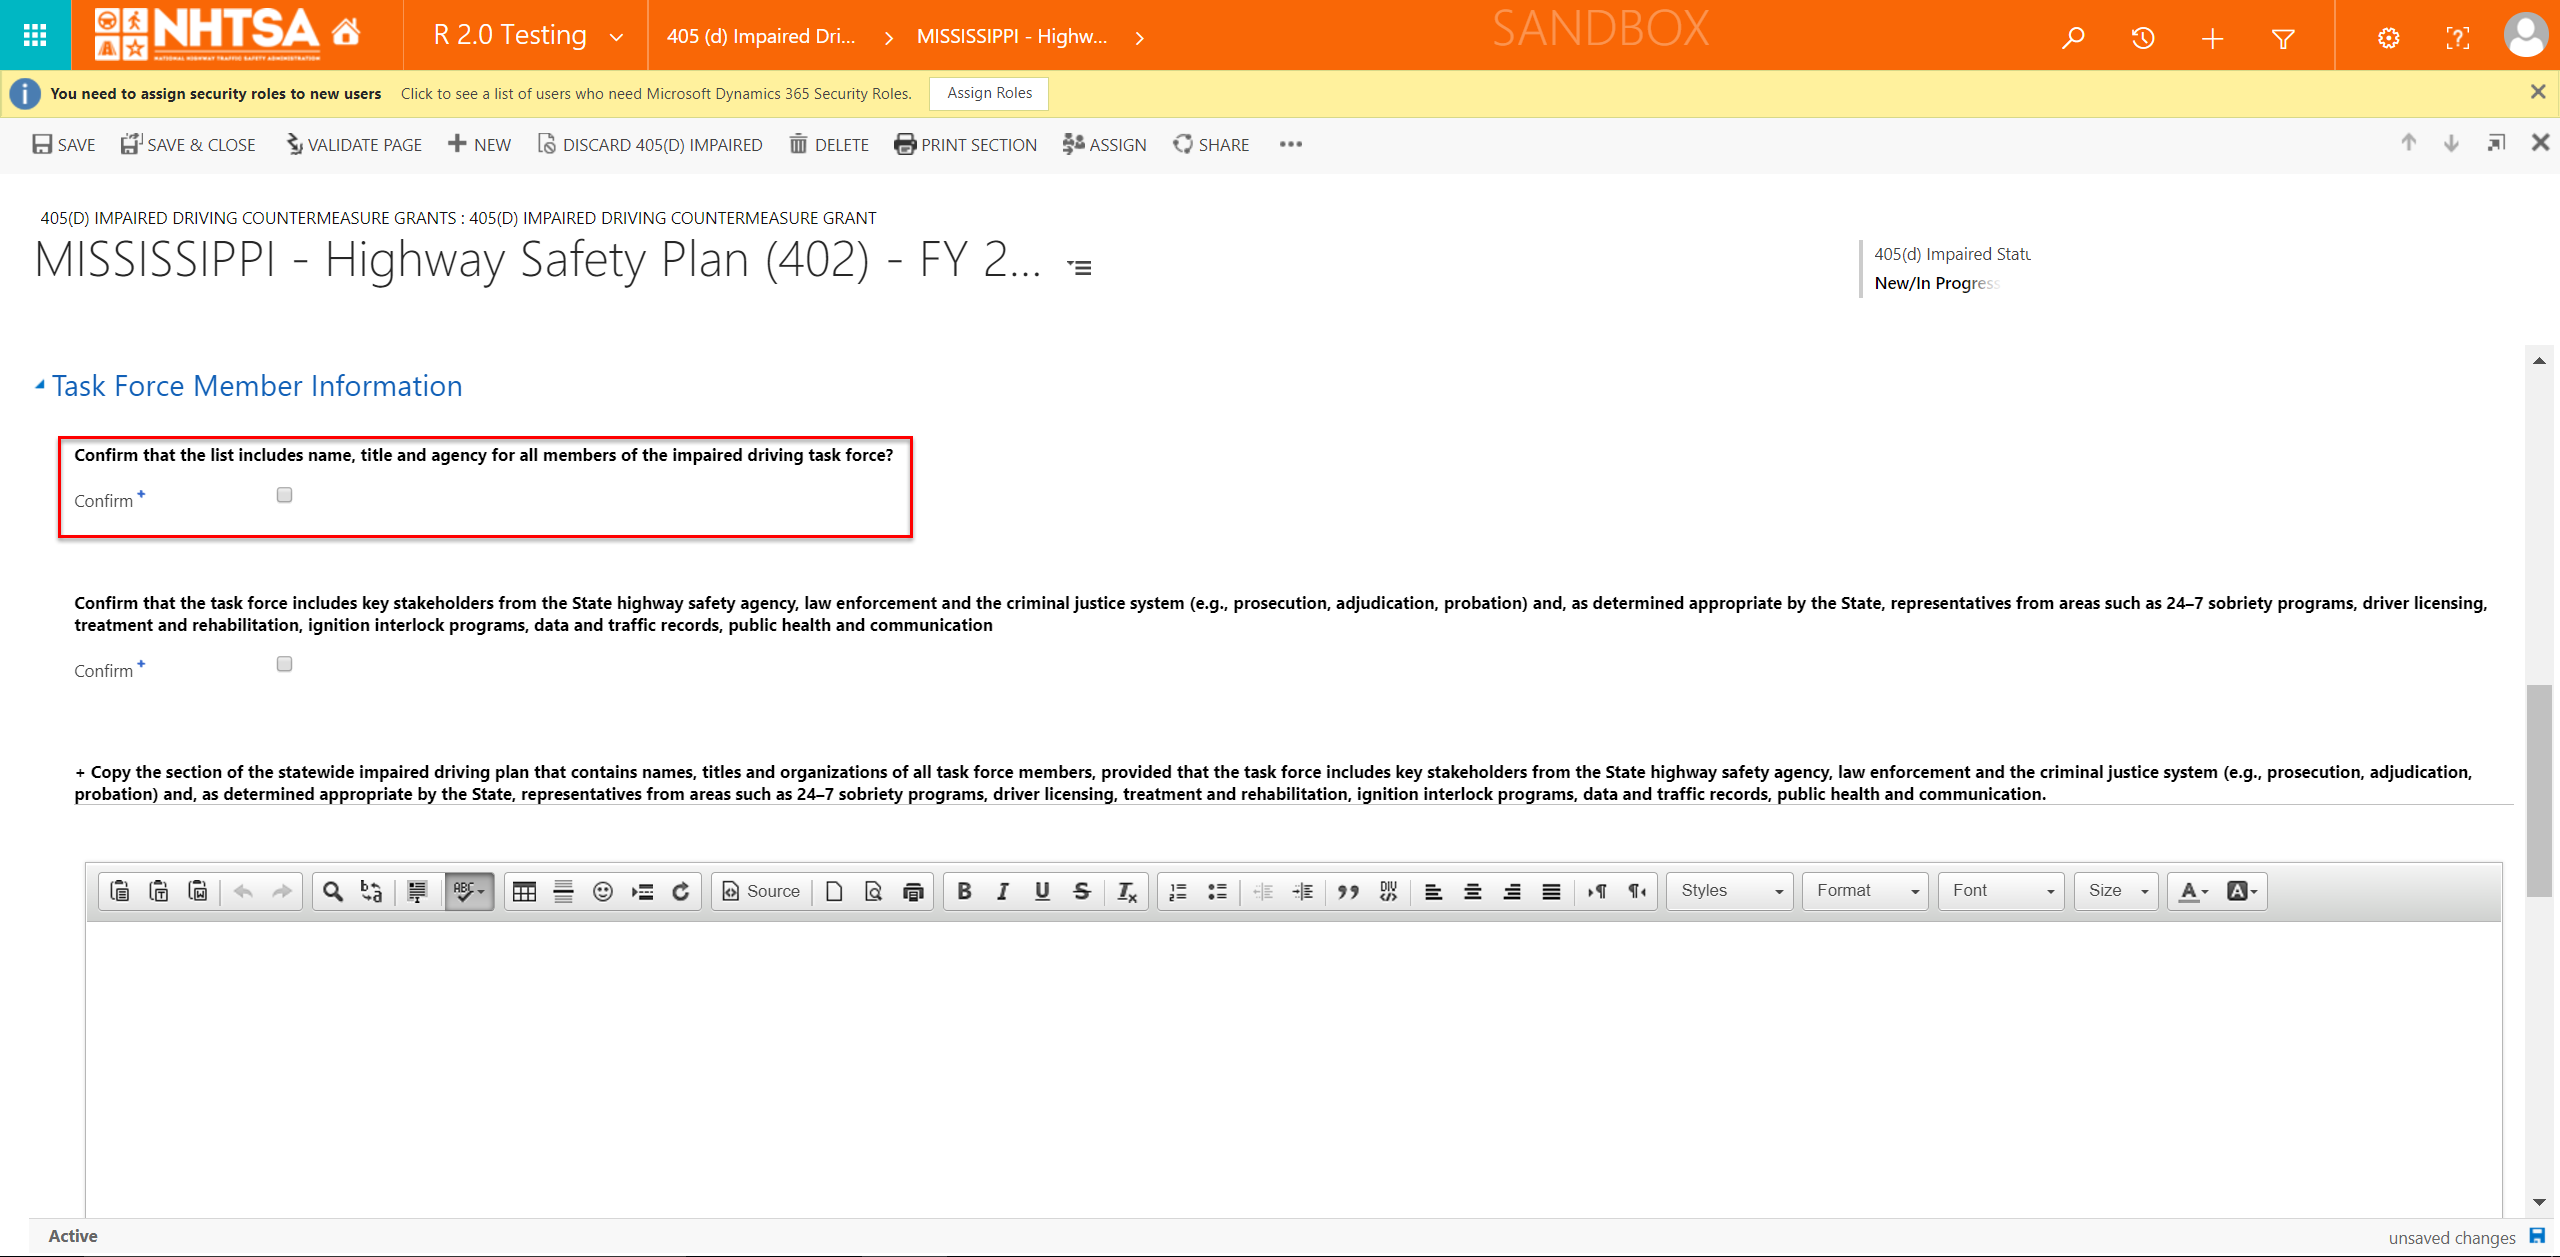 NHTSA
NATIONAL HIGHWAY TRAFFIC SAFETY ADMINISTRATION
R 2.0 Testing
405 (d) Impaired Dri...
MISSISSIPPI - Highw...
SANDBOX
You need to assign security roles to new users Click to see a list of users who need Microsoft Dynamics 365 Security Roles. Assign Roles
SAVE SAVE & CLOSE VALIDATE PAGE NEW DISCARD 405(D) IMPAIRED DELETE PRINT SECTION ASSIGN SHARE
405(D) IMPAIRED DRIVING COUNTERMEASURE GRANTS : 405(D) IMPAIRED DRIVING COUNTERMEASURE GRANT
MISSISSIPPI - Highway Safety Plan (402) - FY 2...
405(d) Impaired Statu
New/In Progress
Task Force Member Information
Confirm that the list includes name, title and agency for all members of the impaired driving task force?
Confirm +
Confirm that the task force includes key stakeholders from the State highway safety agency, law enforcement and the criminal justice system (e.g., prosecution, adjudication, probation) and, as determined appropriate by the State, representatives from areas such as 24–7 sobriety programs, driver licensing,
treatment and rehabilitation, ignition interlock programs, data and traffic records, public health and communication
Confirm +
+ Copy the section of the statewide impaired driving plan that contains names, titles and organizations of all task force members, provided that the task force includes key stakeholders from the State highway safety agency, law enforcement and the criminal justice system (e.g., prosecution, adjudication,
probation) and, as determined appropriate by the State, representatives from areas such as 24–7 sobriety programs, driver licensing, treatment and rehabilitation, ignition interlock programs, data and traffic records, public health and communication.
Source Styles Format Font Size
Active
unsaved changes